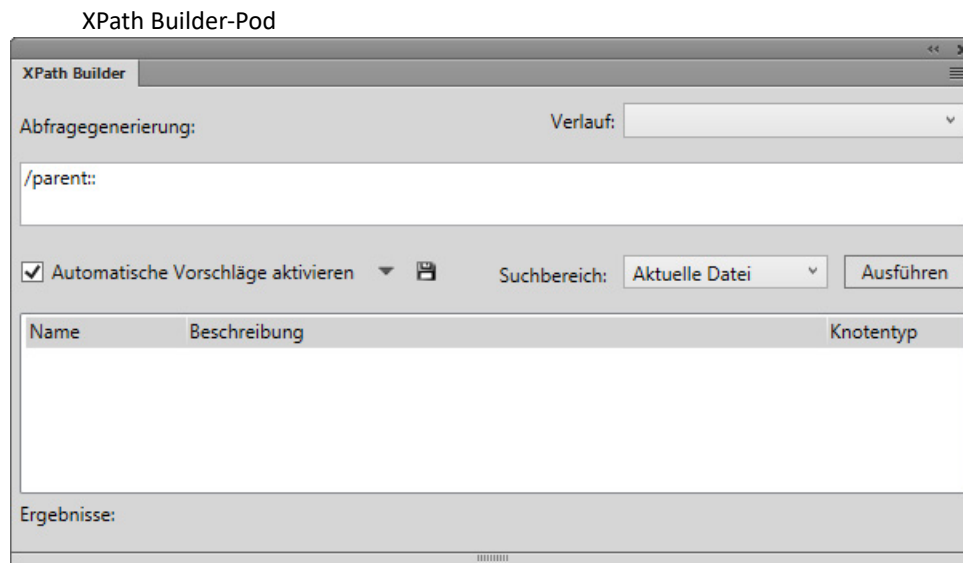 XPath Builder-Pod
XPath Builder
Abfragegenerierung:
Verlauf:
/parent::
Automatische Vorschläge aktivieren
Suchbereich:
Aktuelle Datei
Ausführen
Name
Beschreibung
Knotentyp
Ergebnisse: